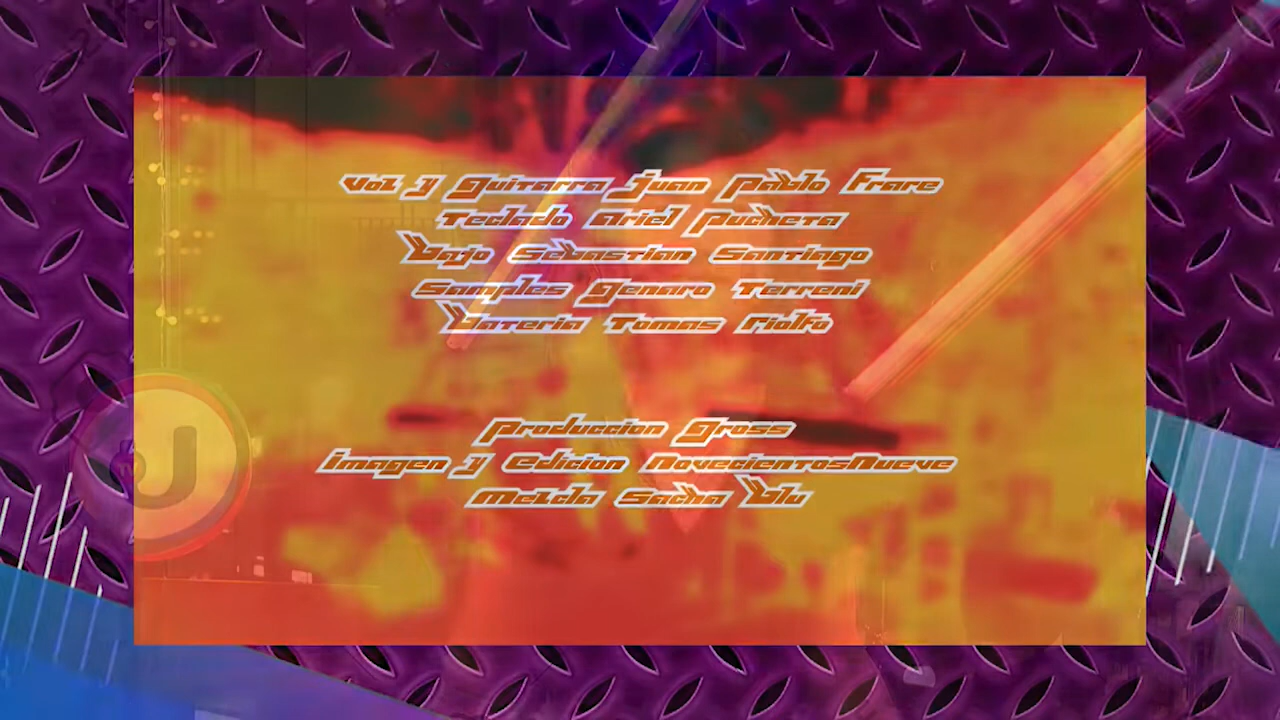 Voz y Guitarra Juan Pablo Frare
Teclado Ariel Pucheta
Bajo Sebastian Santiago
Samples Genaro Terreni
Bateria Tomas Riolfo
Produccion Gross
Imagen y Edicion NovecientosNueve
Mezcla Sacha Blu
J